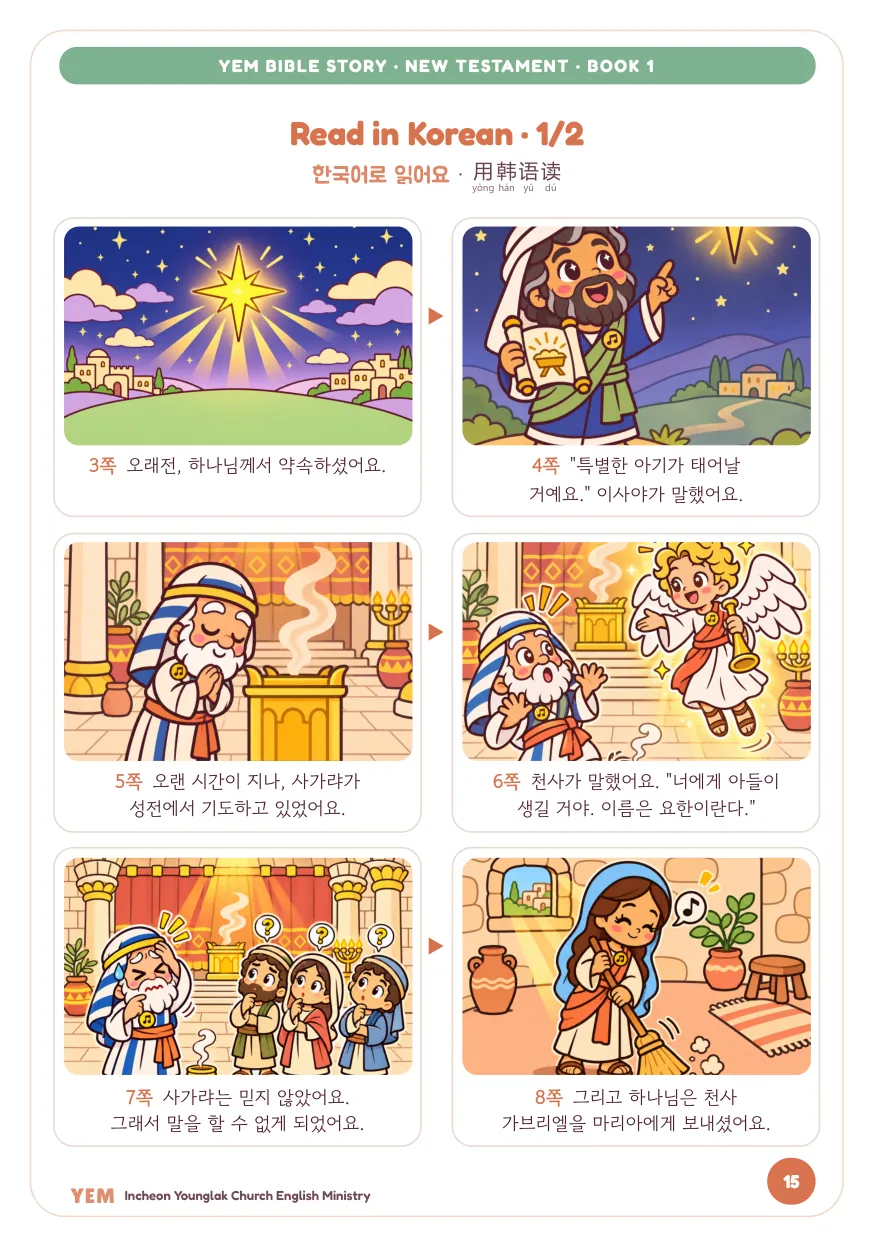 YEM BIBLE STORY · NEW TESTAMENT · BOOK 1
Read in Korean · 1/2
한국어로 읽어요 · 用韩语读
yòng hán yǔ dú
3쪽 오래전, 하나님께서 약속하셨어요.
4쪽 "특별한 아기가 태어날
거예요." 이사야가 말했어요.
5쪽 오랜 시간이 지나, 사가랴가
성전에서 기도하고 있었어요.
6쪽 천사가 말했어요. "너에게 아들이
생길 거야. 이름은 요한이란다."
?
?
?
7쪽 사가랴는 믿지 않았어요.
그래서 말을 할 수 없게 되었어요.
8쪽 그리고 하나님은 천사
가브리엘을 마리아에게 보내셨어요.
YEM Incheon Younglak Church English Ministry
15